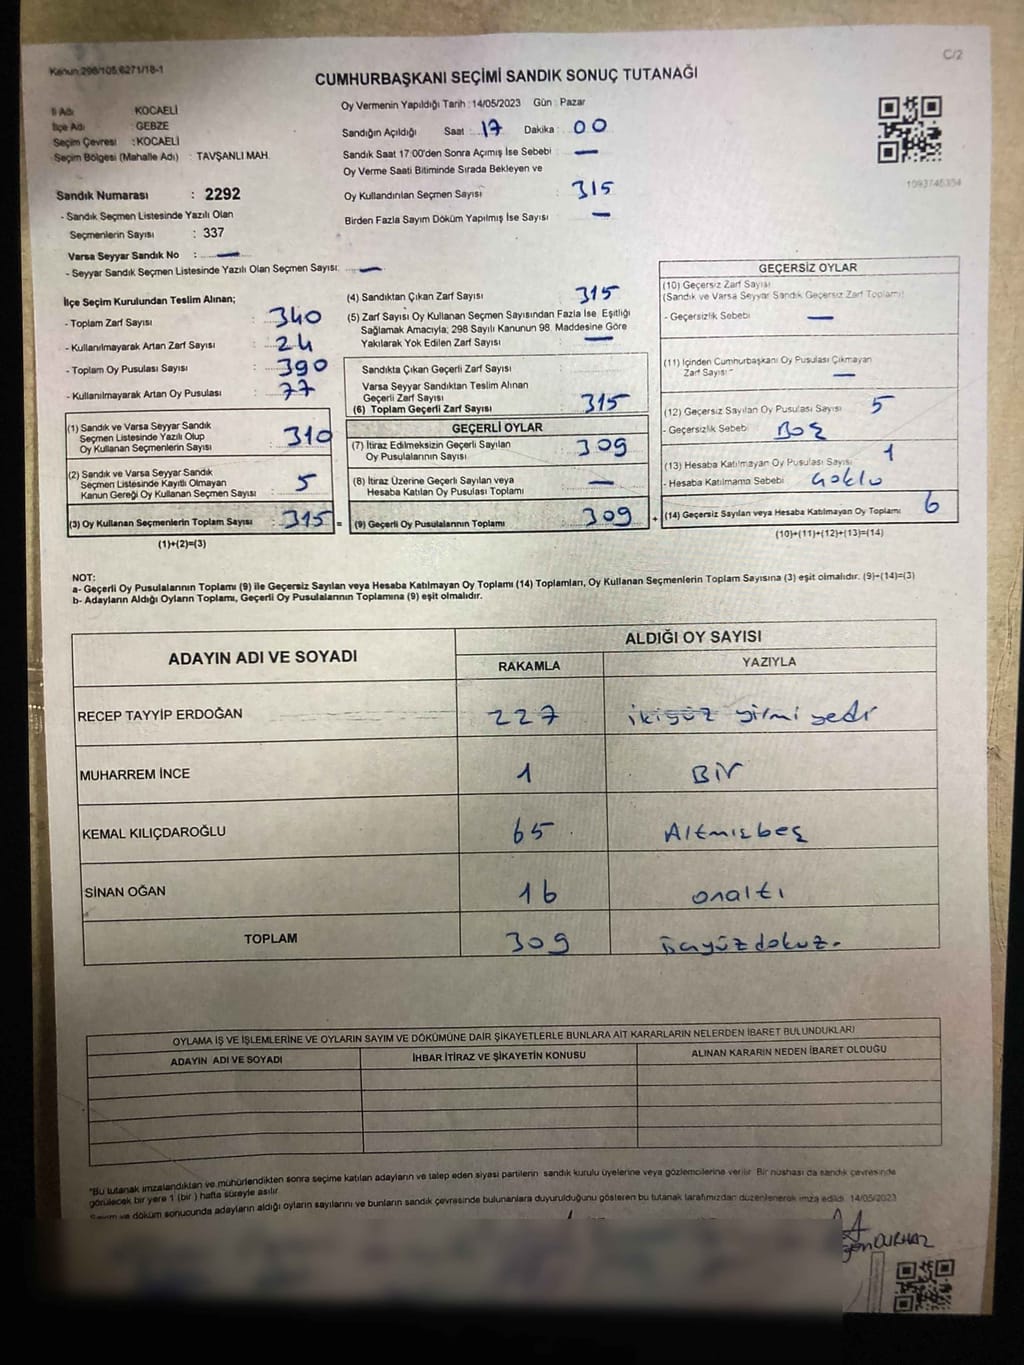 Kanun:298/105,6271/18-1
C/2
CUMHURBAŞKANI SEÇİMİ SANDIK SONUÇ TUTANAĞI
İl Adı KOCAELİ
İlçe Adı : GEBZE
Seçim Çevresi : KOCAELİ
Seçim Bölgesi (Mahalle Adı) : TAVŞANLI MAH.
Oy Vermenin Yapıldığı Tarih : 14/05/2023 Gün : Pazar
Sandığın Açıldığı Saat : 17 Dakika : 00
Sandık Saat 17:00'den Sonra Açımış İse Sebebi —
Oy Verme Saati Bitiminde Sırada Bekleyen ve
Oy Kullandırılan Seçmen Sayısı : 315
Birden Fazla Sayım Döküm Yapılmış İse Sayısı —
1093746354
Sandık Numarası : 2292
- Sandık Seçmen Listesinde Yazılı Olan
Seçmenlerin Sayısı : 337
Varsa Seyyar Sandık No : —
- Seyyar Sandık Seçmen Listesinde Yazılı Olan Seçmen Sayısı: —
İlçe Seçim Kurulundan Teslim Alınan;
- Toplam Zarf Sayısı : 340
- Kullanılmayarak Artan Zarf Sayısı : 24
- Toplam Oy Pusulası Sayısı : 390
- Kullanılmayarak Artan Oy Pusulası : 77
(1) Sandık ve Varsa Seyyar Sandık
Seçmen Listesinde Yazılı Olup
Oy Kullanan Seçmenlerin Sayısı : 310
(2) Sandık ve Varsa Seyyar Sandık
Seçmen Listesinde Kayıtlı Olmayan
Kanun Gereği Oy Kullanan Seçmen Sayısı : 5
(3) Oy Kullanan Seçmenlerin Toplam Sayısı : 315 =
(1)+(2)=(3)
(4) Sandıktan Çıkan Zarf Sayısı : 315
(5) Zarf Sayısı Oy Kullanan Seçmen Sayısından Fazla İse, Eşitliği
Sağlamak Amacıyla; 298 Sayılı Kanunun 98. Maddesine Göre
Yakılarak Yok Edilen Zarf Sayısı : —
Sandıkta Çıkan Geçerli Zarf Sayısı :
Varsa Seyyar Sandıktan Teslim Alınan
Geçerli Zarf Sayısı
(6) Toplam Geçerli Zarf Sayısı : 315
GEÇERLİ OYLAR
(7) İtiraz Edilmeksizin Geçerli Sayılan
Oy Pusulalarının Sayısı : 309
(8) İtiraz Üzerine Geçerli Sayılan veya
Hesaba Katılan Oy Pusulası Toplamı : —
(9) Geçerli Oy Pusulalarının Toplamı : 309 +
GEÇERSİZ OYLAR
(10) Geçersiz Zarf Sayısı
(Sandık ve Varsa Seyyar Sandık Geçersiz Zarf Toplamı)
- Geçersizlik Sebebi : —
(11) İçinden Cumhurbaşkanı Oy Pusulası Çıkmayan
Zarf Sayısı —
(12) Geçersiz Sayılan Oy Pusulası Sayısı 5
- Geçersizlik Sebebi BOŞ
(13) Hesaba Katılmayan Oy Pusulası Sayısı 1
- Hesaba Katılmama Sebebi Çoklu
(14) Geçersiz Sayılan veya Hesaba Katılmayan Oy Toplamı 6
(10)+(11)+(12)+(13)=(14)
NOT:
a- Geçerli Oy Pusulalarının Toplamı (9) ile Geçersiz Sayılan veya Hesaba Katılmayan Oy Toplamı (14) Toplamları, Oy Kullanan Seçmenlerin Toplam Sayısına (3) eşit olmalıdır. (9)+(14)=(3)
b- Adayların Aldığı Oyların Toplamı, Geçerli Oy Pusulalarının Toplamına (9) eşit olmalıdır.
ADAYIN ADI VE SOYADI
ALDIĞI OY SAYISI
RAKAMLA YAZIYLA
RECEP TAYYİP ERDOĞAN 227 ikiyüz yirmi yedi
MUHARREM İNCE 1 Bir
KEMAL KILIÇDAROĞLU 65 Altmışbeş
SİNAN OĞAN 16 onaltı
TOPLAM 309 üçyüzdokuz.
OYLAMA İŞ VE İŞLEMLERİNE VE OYLARIN SAYIM VE DÖKÜMÜNE DAİR ŞİKAYETLERLE BUNLARA AİT KARARLARIN NELERDEN İBARET BULUNDUKLARI
ADAYIN ADI VE SOYADI İHBAR İTİRAZ VE ŞİKAYETİN KONUSU ALINAN KARARIN NEDEN İBARET OLDUĞU
"Bu tutanak imzalandıktan ve mühürlendikten sonra seçime katılan adayların ve talep eden siyasi partilerin sandık kurulu üyelerine veya gözlemcilerine verilir. Bir nüshası da sandık çevresinde
görülecek bir yere 1 (bir) hafta süreyle asılır.
Sayım ve döküm sonucunda adayların aldığı oyların sayılarını ve bunların sandık çevresinde bulunanlara duyurulduğunu gösteren bu tutanak tarafımızdan düzenlenerek imza edildi. 14/05/2023